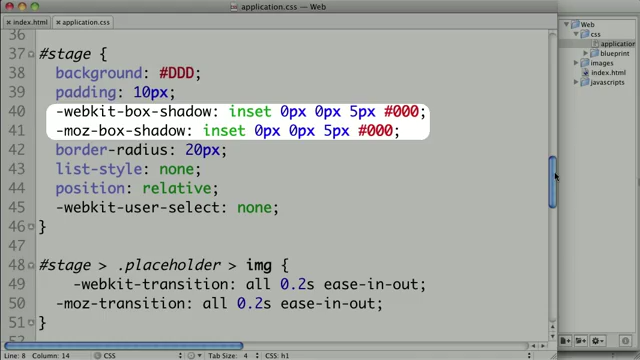 application.css — Web
index.html
application.css
Web
css
application
blueprint
images
index.html
javascripts
36
37 #stage {
38 background: #DDD;
39 padding: 10px;
40 -webkit-box-shadow: inset 0px 0px 5px #000;
41 -moz-box-shadow: inset 0px 0px 5px #000;
42 border-radius: 20px;
43 list-style: none;
44 position: relative;
45 -webkit-user-select: none;
46 }
47
48 #stage > .placeholder > img {
49 -webkit-transition: all 0.2s ease-in-out;
50 -moz-transition: all 0.2s ease-in-out;
51 }
52
Line: 8 Column: 14 CSS Tab Size: 4 CSS: h1